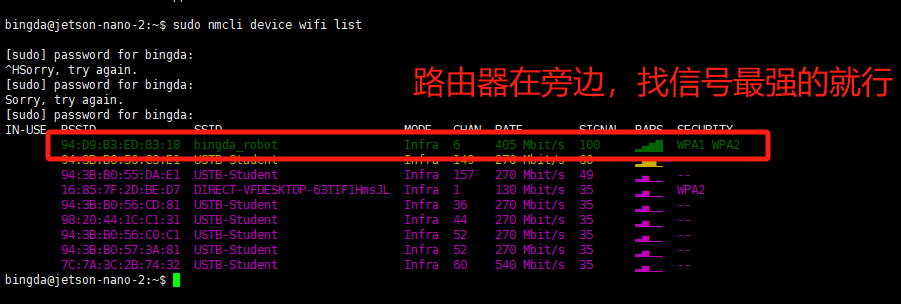 bingda@jetson-nano-2:~$ sudo nmcli device wifi list
[sudo] password for bingda:
^HSorry, try again.
[sudo] password for bingda:
Sorry, try again.
[sudo] password for bingda:
路由器在旁边，找信号最强的就行
IN-USE BSSID SSID MODE CHAN RATE SIGNAL BARS SECURITY
94:D9:B3:ED:83:18 bingda_robot Infra 6 405 Mbit/s 100 WPA1 WPA2
94:3B:B0:56:C3:E1 USTB-Student Infra 149 270 Mbit/s 60 --
94:3B:B0:55:DA:E1 USTB-Student Infra 157 270 Mbit/s 49 --
16:85:7F:2D:BE:D7 DIRECT-VFDESKTOP-63TIF1HmsJL Infra 1 130 Mbit/s 35 WPA2
94:3B:B0:56:CD:81 USTB-Student Infra 36 270 Mbit/s 35 --
98:20:44:1C:C1:31 USTB-Student Infra 44 270 Mbit/s 35 --
94:3B:B0:56:C0:C1 USTB-Student Infra 52 270 Mbit/s 35 --
94:3B:B0:57:3A:81 USTB-Student Infra 52 270 Mbit/s 35 --
7C:7A:3C:2B:74:32 USTB-Student Infra 60 540 Mbit/s 35 --
bingda@jetson-nano-2:~$